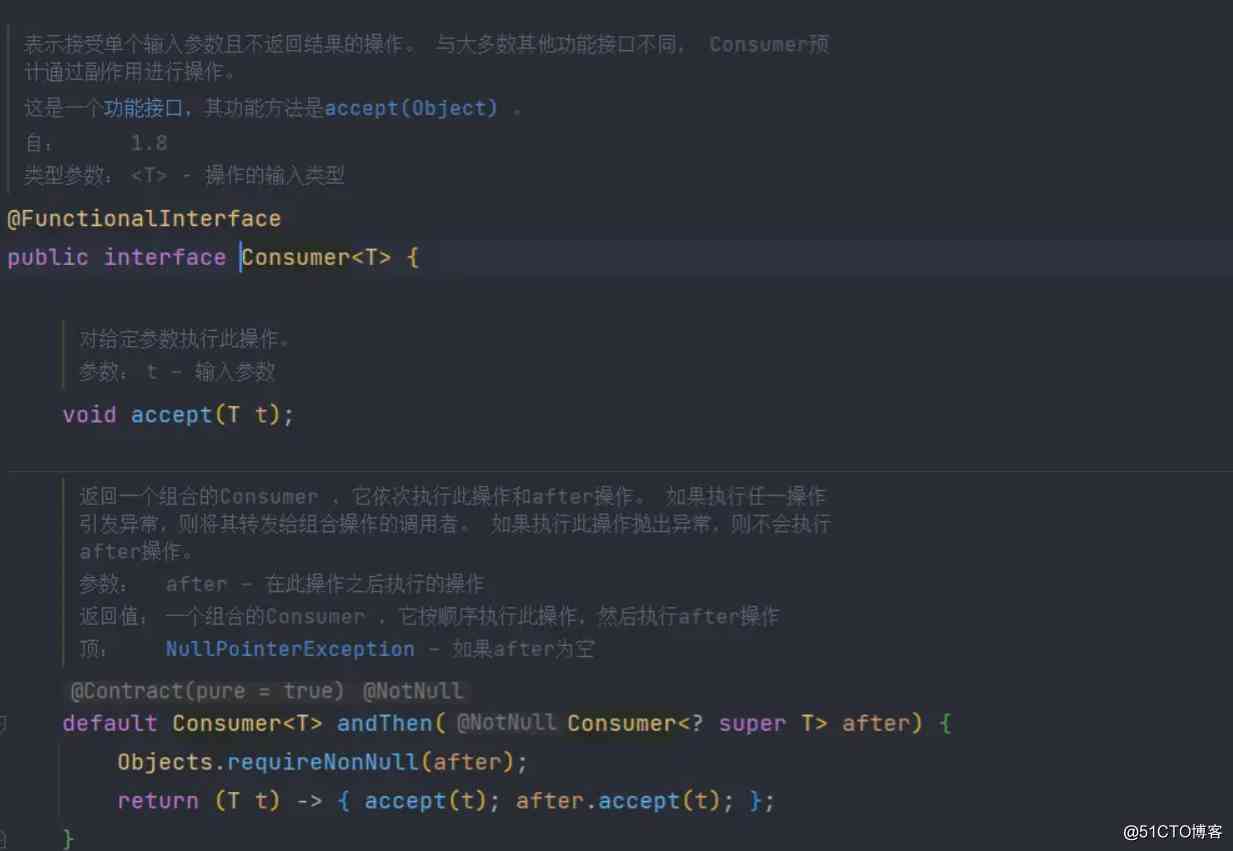 表示接受单个输入参数且不返回结果的操作。 与大多数其他功能接口不同， Consumer预
计通过副作用进行操作。
这是一个功能接口，其功能方法是accept(Object) 。
自： 1.8
类型参数： <T> - 操作的输入类型
@FunctionalInterface
public interface Consumer<T> {
对给定参数执行此操作。
参数： t - 输入参数
void accept(T t);
返回一个组合的Consumer ，它依次执行此操作和after操作。 如果执行任一操作
引发异常，则将其转发给组合操作的调用者。 如果执行此操作抛出异常，则不会执行
after操作。
参数： after - 在此操作之后执行的操作
返回值： 一个组合的Consumer ，它按顺序执行此操作，然后执行after操作
顶： NullPointerException - 如果after为空
@Contract(pure = true) @NotNull
default Consumer<T> andThen( @NotNull Consumer<? super T> after) {
Objects.requireNonNull(after);
return (T t) -> { accept(t); after.accept(t); };
}
@51CTO博客